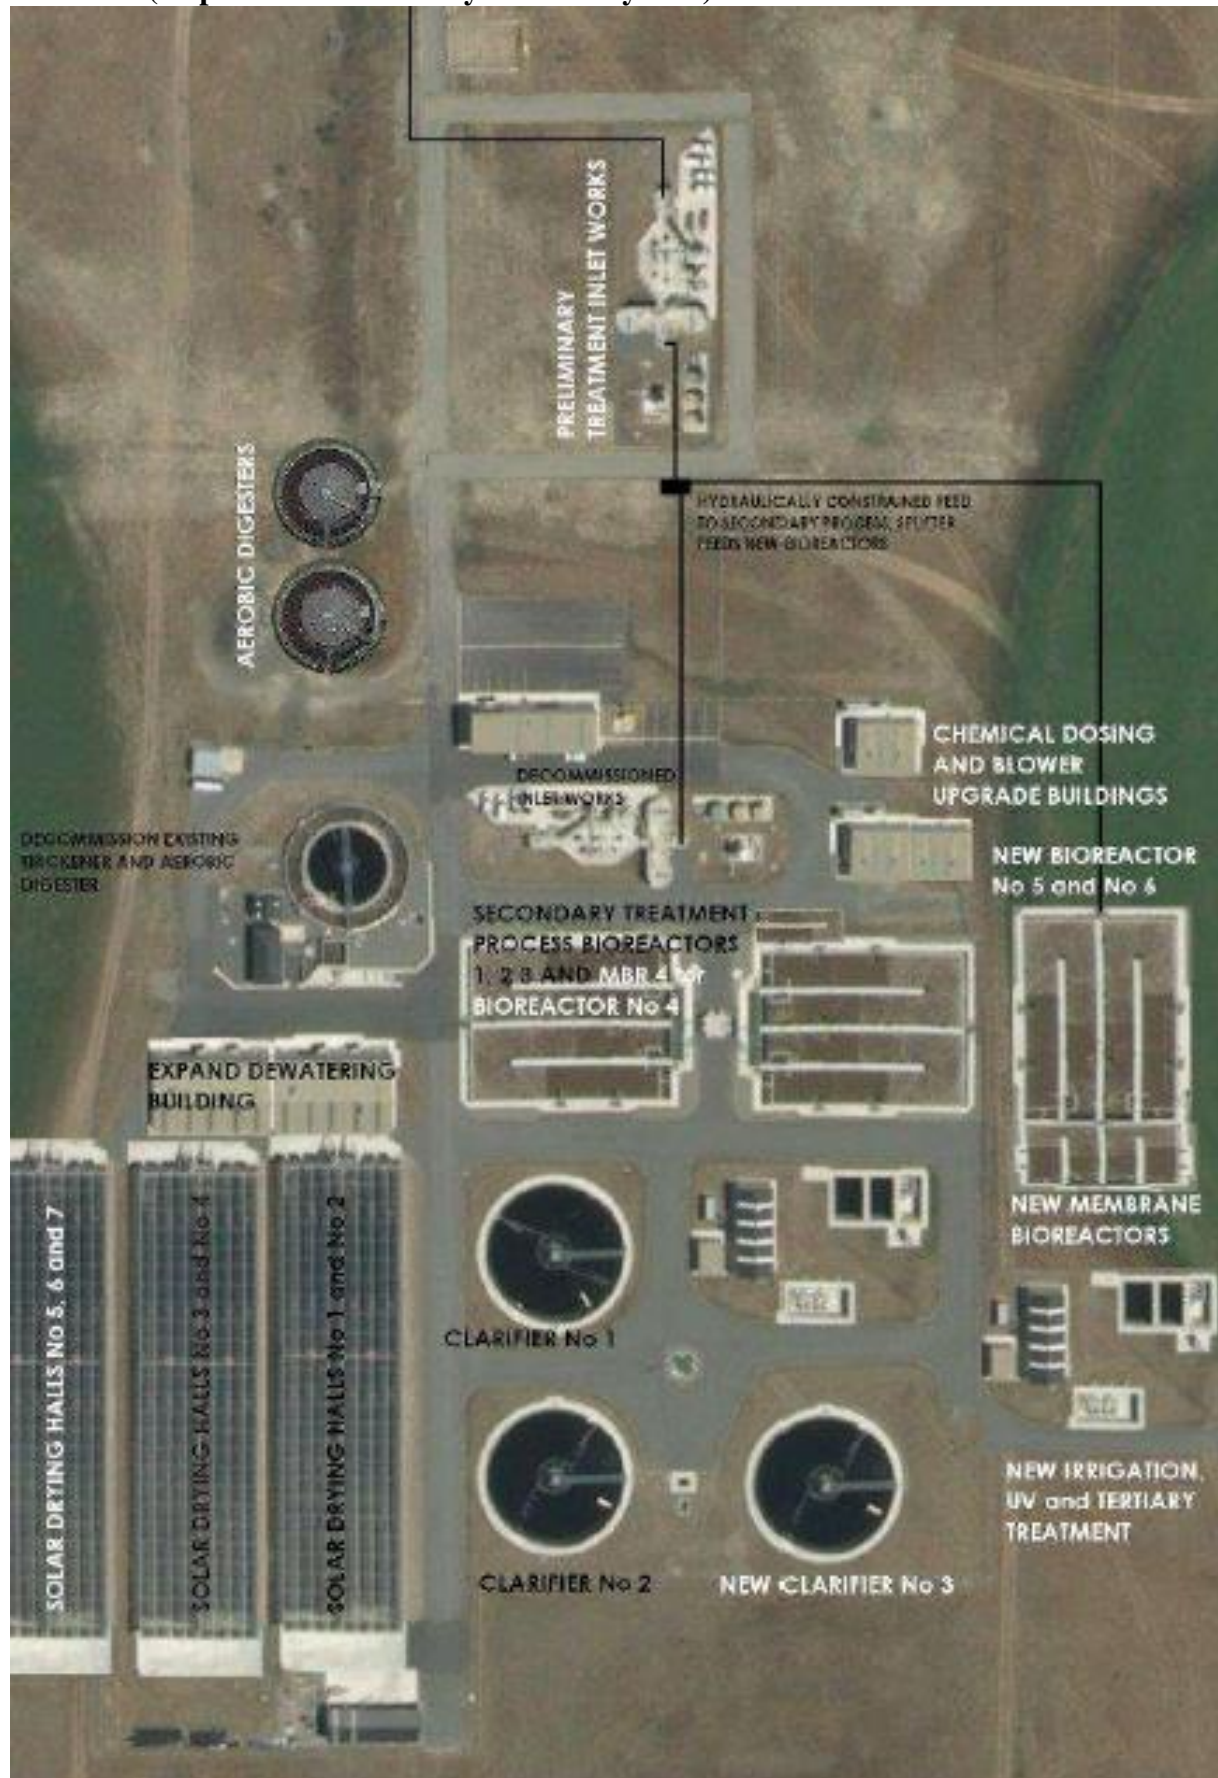 PRELIMINARY
TREATMENT INLET WORKS
AEROBIC DIGESTERS
HYDRAULICALLY CONSTRAINED FEED
TO SECONDARY PROCESS, SPLITTER
FEEDS NEW BIOREACTORS
CHEMICAL DOSING
AND BLOWER
UPGRADE BUILDINGS
DECOMMISSIONED
INLET WORKS
DECOMMISSION EXISTING
THICKENER AND AEROBIC
DIGESTER
NEW BIOREACTOR
No 5 and No 6
SECONDARY TREATMENT
PROCESS BIOREACTORS
1, 2 3 AND MBR 4 for
BIOREACTOR No 4
EXPAND DEWATERING
BUILDING
SOLAR DRYING HALLS No 5, 6 and 7
SOLAR DRYING HALLS No 3 and No 4
SOLAR DRYING HALLS No 1 and No 2
NEW MEMBRANE
BIOREACTORS
CLARIFIER No 1
CLARIFIER No 2
NEW CLARIFIER No 3
NEW IRRIGATION,
UV and TERTIARY
TREATMENT